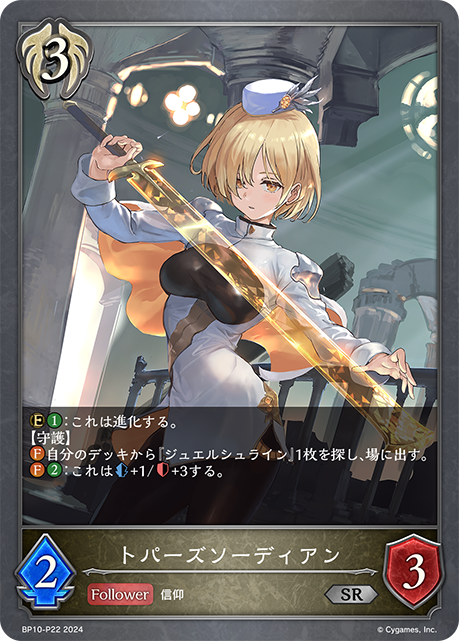 3
E 1：これは進化する。
【守護】
F 自分のデッキから『ジュエルシュライン』1枚を探し、場に出す。
F 2：これは+1/+3する。
トパーズソーディアン
2
Follower 信仰
SR
3
BP10-P22 2024
© Cygames, Inc.